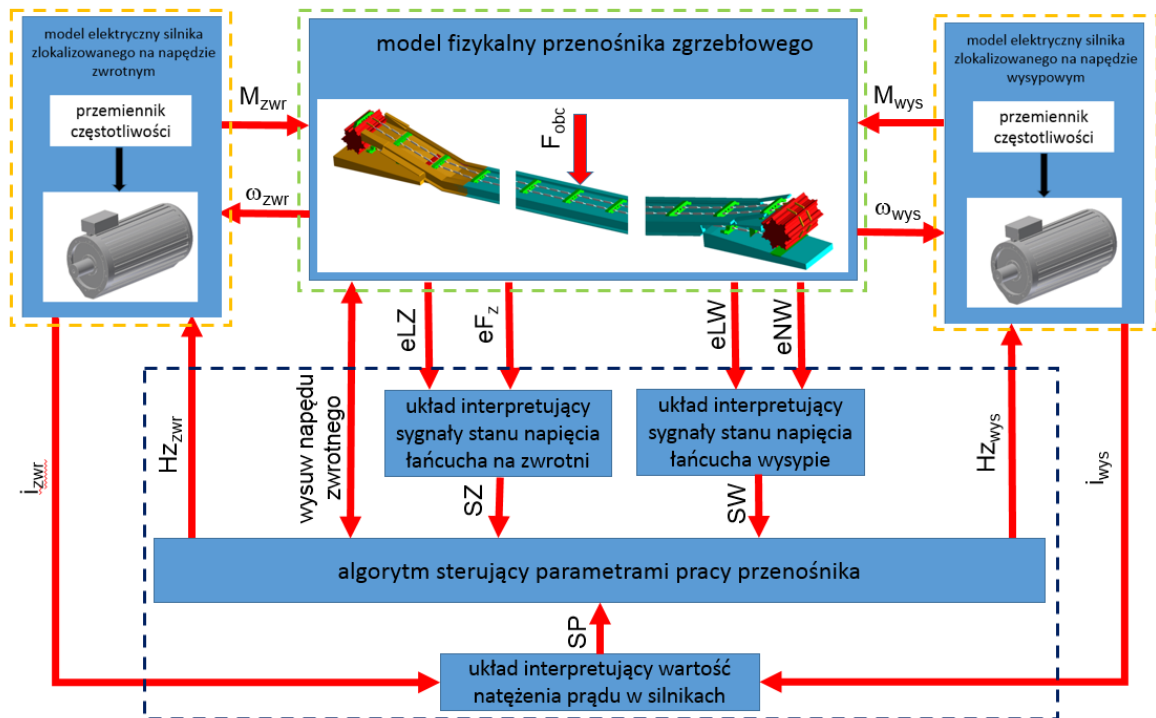 model elektryczny silnika
zlokalizowanego na napędzie
zwrotnym
przemiennik
częstotliwości
model fizykalny przenośnika zgrzebłowego
model elektryczny silnika
zlokalizowanego na napędzie
wysypowym
przemiennik
częstotliwości
Mzwr
ωzwr
Fobc
Mwys
ωwys
eLZ
eFz
eLW
eNW
izwr
Hzzwr
wysuw napędu
zwrotnego
układ interpretujący
sygnały stanu napięcia
łańcucha na zwrotni
układ interpretujący
sygnały stanu napięcia
łańcucha wysypie
Hzwys
iwys
SZ
SW
algorytm sterujący parametrami pracy przenośnika
SP
układ interpretujący wartość
natężenia prądu w silnikach